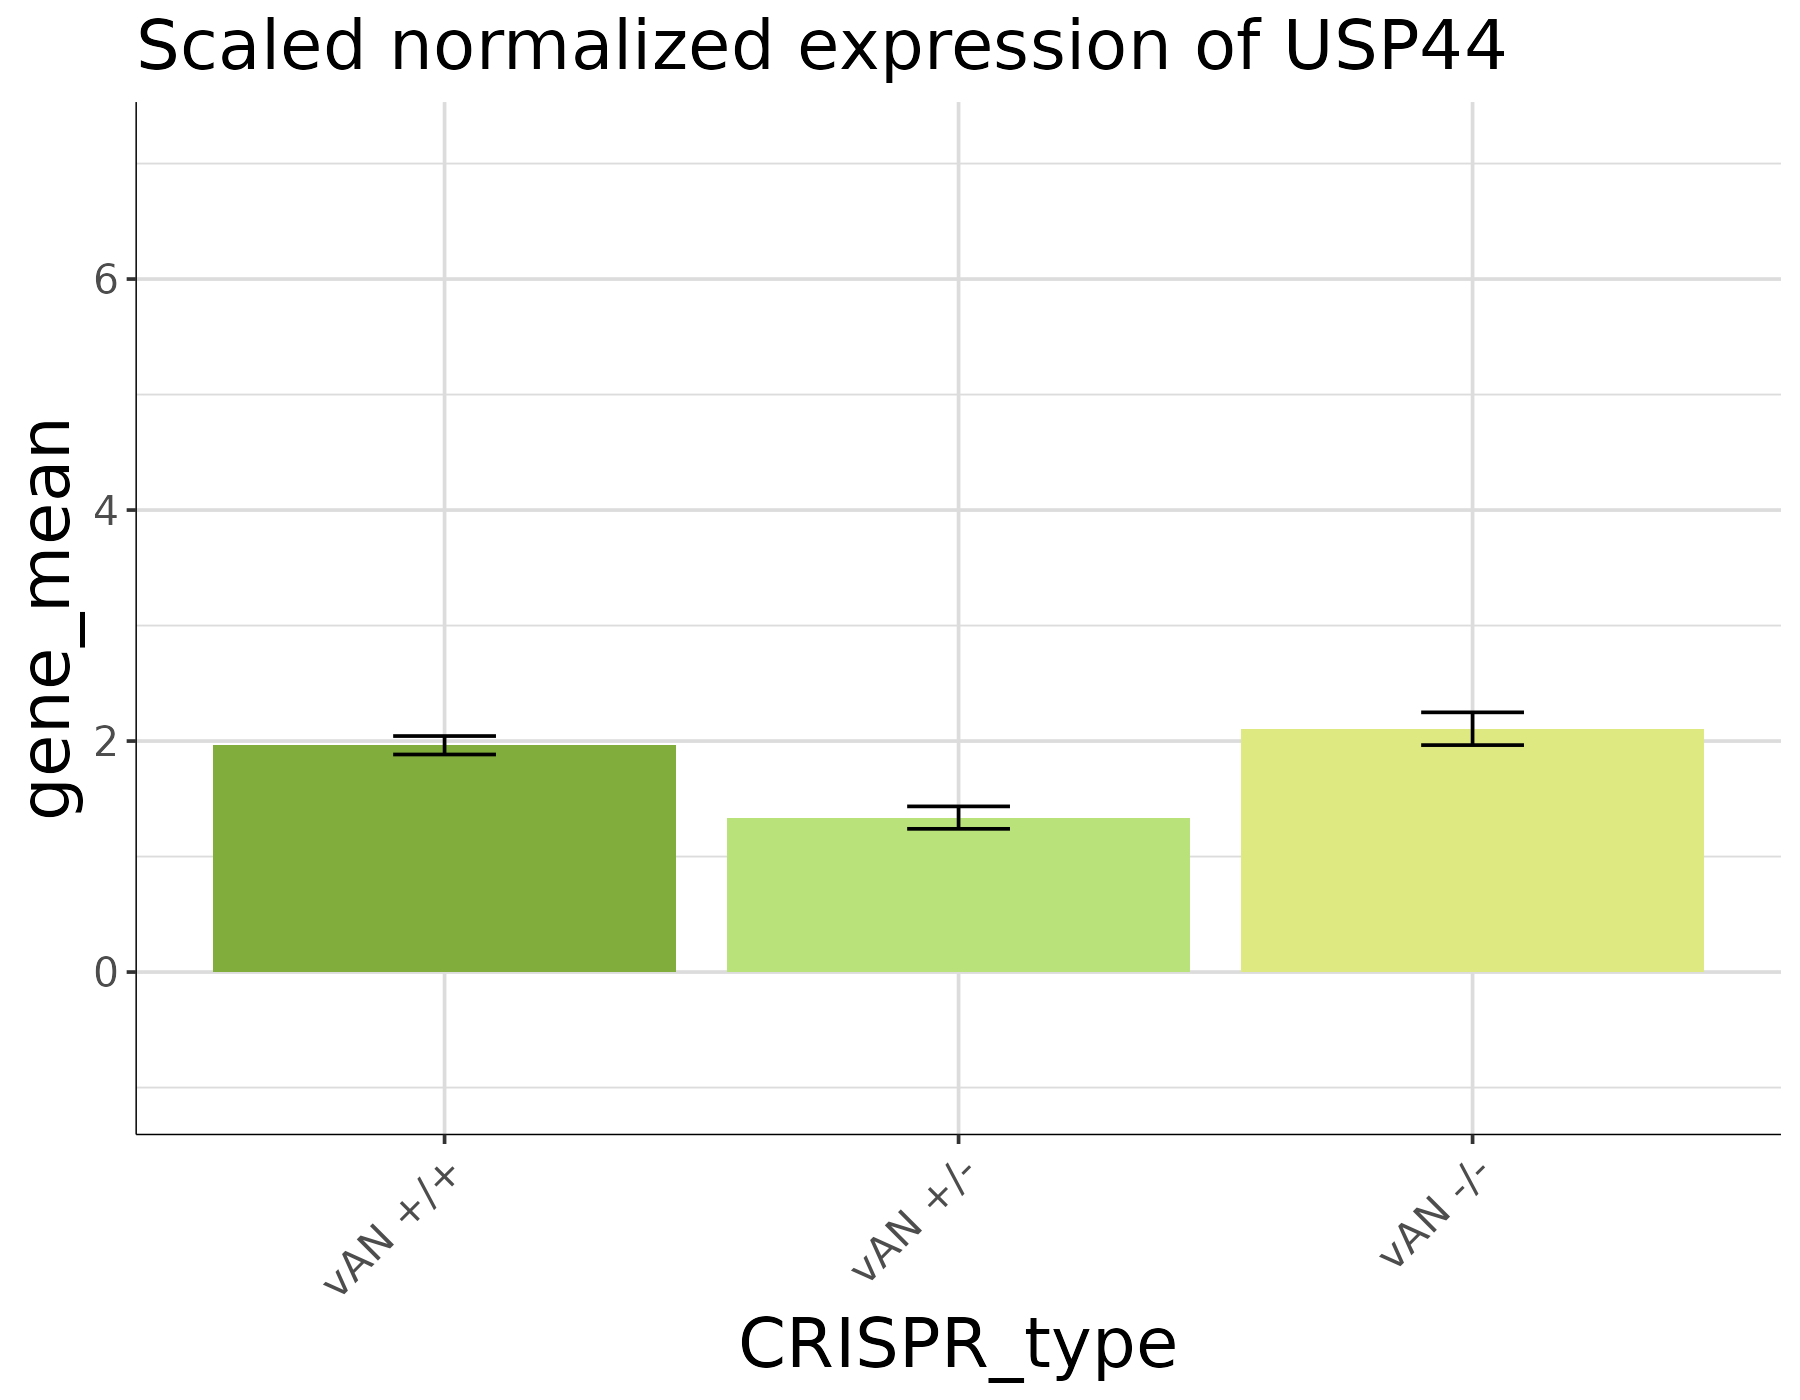 Scaled normalized expression of USP44
gene_mean
6
4
2
0
vAN +/+
vAN +/-
vAN -/-
CRISPR_type